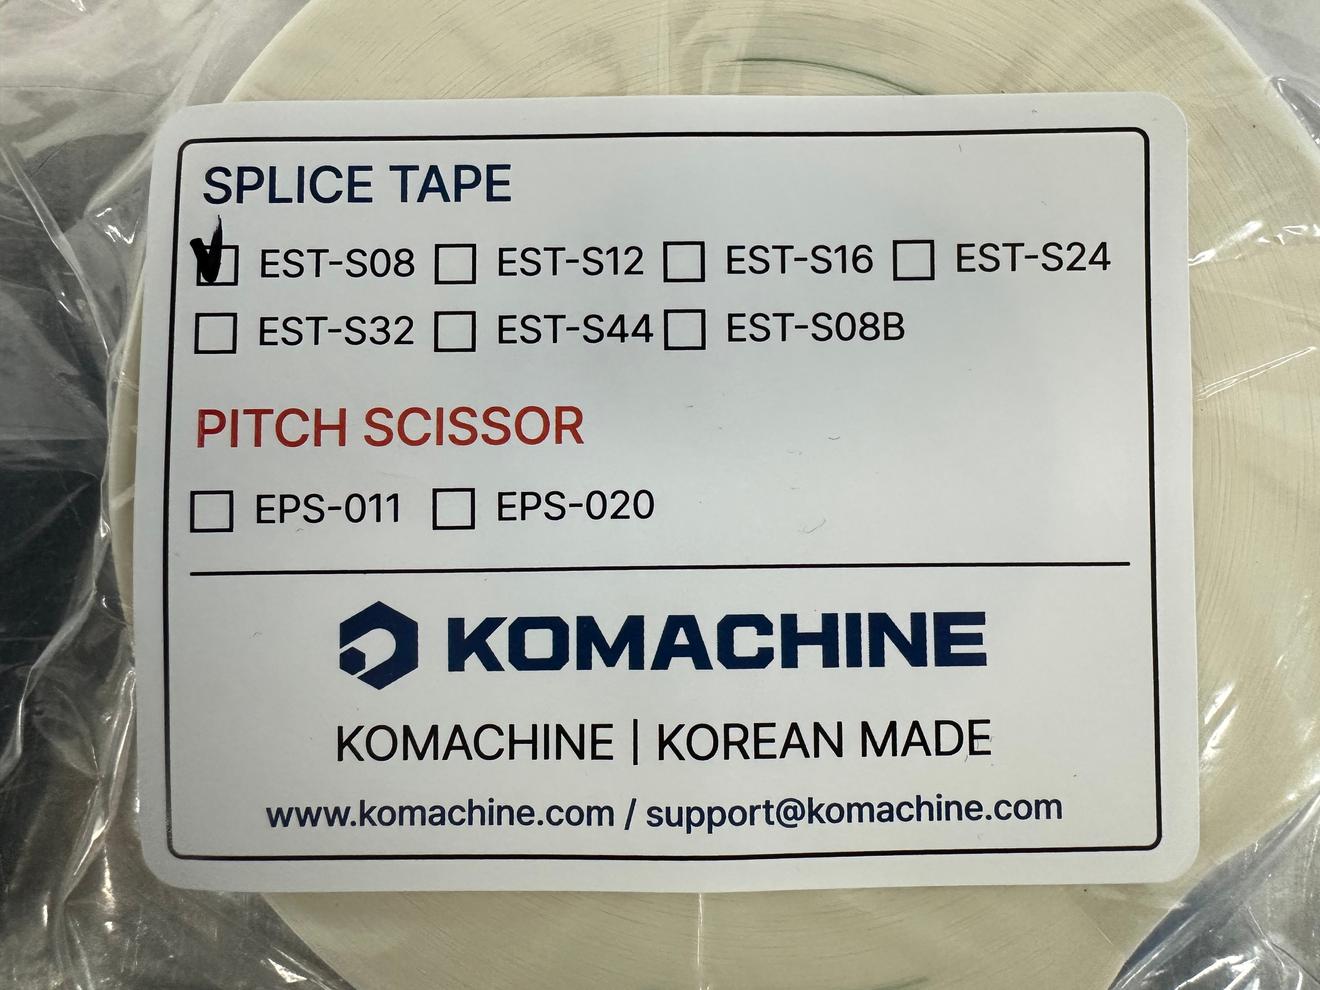 SPLICE TAPE
EST-S08 EST-S12 EST-S16 EST-S24
EST-S32 EST-S44 EST-S08B
PITCH SCISSOR
EPS-011 EPS-020
KOMACHINE
KOMACHINE | KOREAN MADE
www.komachine.com / support@komachine.com